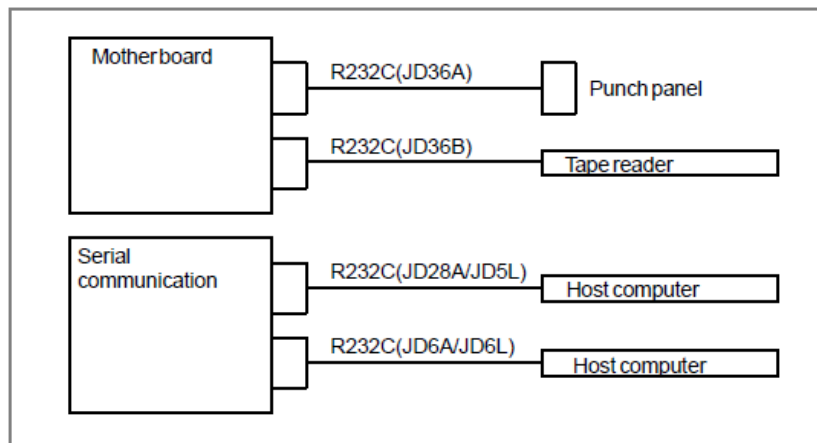 Motherboard
R232C(JD36A)
Punch panel
R232C(JD36B)
Tape reader
Serial
communication
R232C(JD28A/JD5L)
Host computer
R232C(JD6A/JD6L)
Host computer